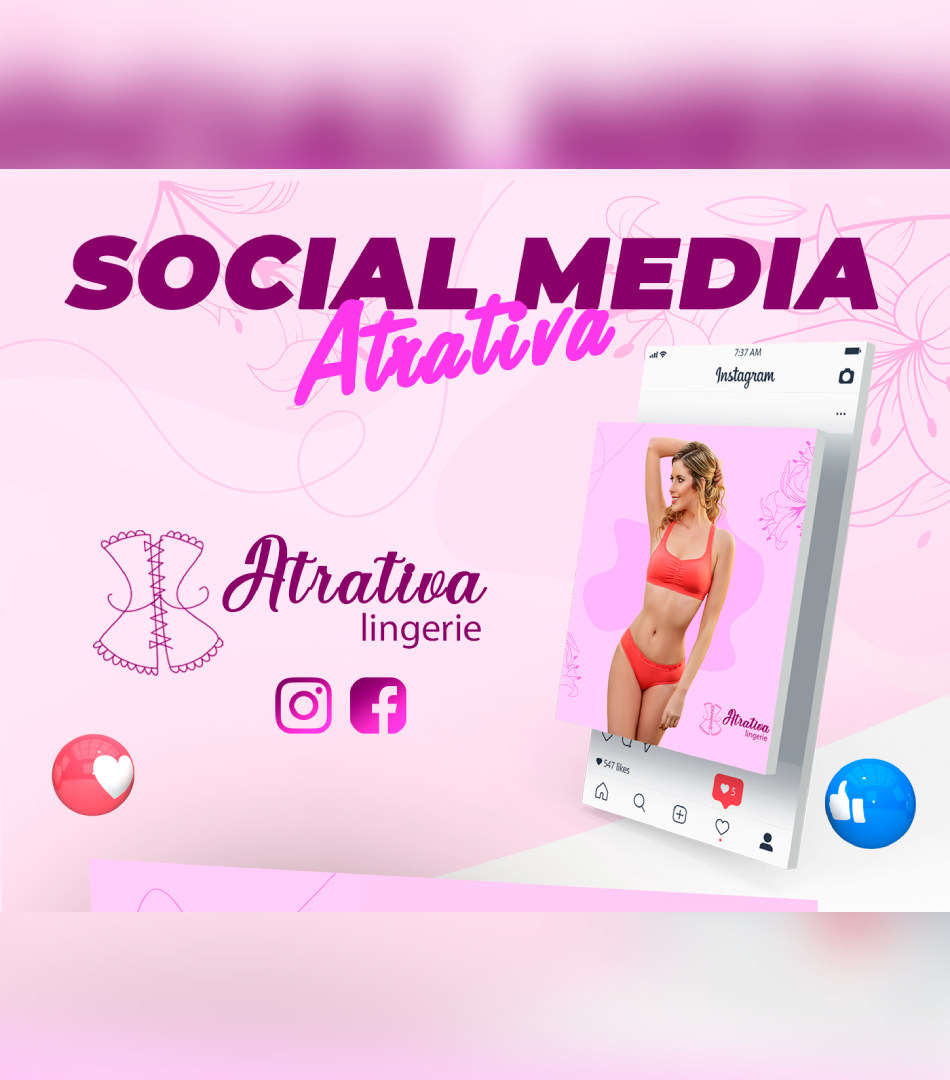 SOCIAL MEDIA
Atrativa
7:37 AM
Instagram
Atrativa
lingerie
Atrativa
lingerie
547 likes
5